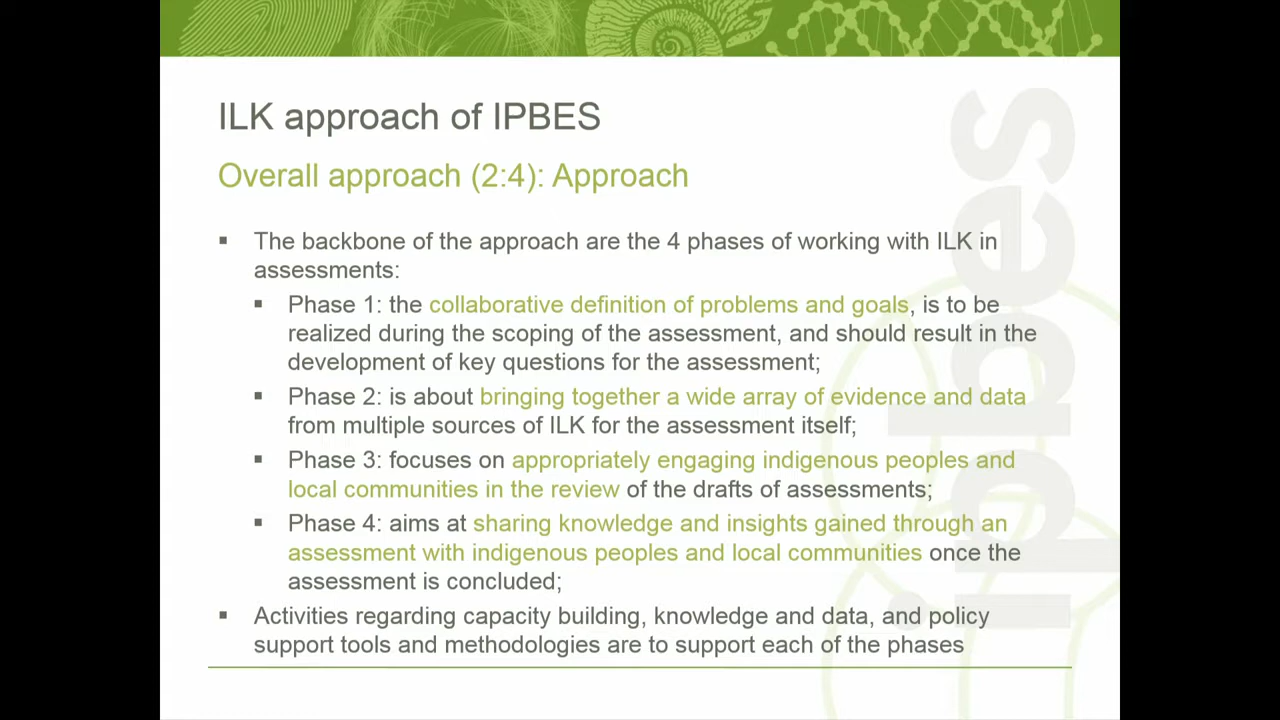 ILK approach of IPBES
Overall approach (2:4): Approach
▪ The backbone of the approach are the 4 phases of working with ILK in
assessments:
▪ Phase 1: the collaborative definition of problems and goals, is to be
realized during the scoping of the assessment, and should result in the
development of key questions for the assessment;
▪ Phase 2: is about bringing together a wide array of evidence and data
from multiple sources of ILK for the assessment itself;
▪ Phase 3: focuses on appropriately engaging indigenous peoples and
local communities in the review of the drafts of assessments;
▪ Phase 4: aims at sharing knowledge and insights gained through an
assessment with indigenous peoples and local communities once the
assessment is concluded;
▪ Activities regarding capacity building, knowledge and data, and policy
support tools and methodologies are to support each of the phases
ipbes